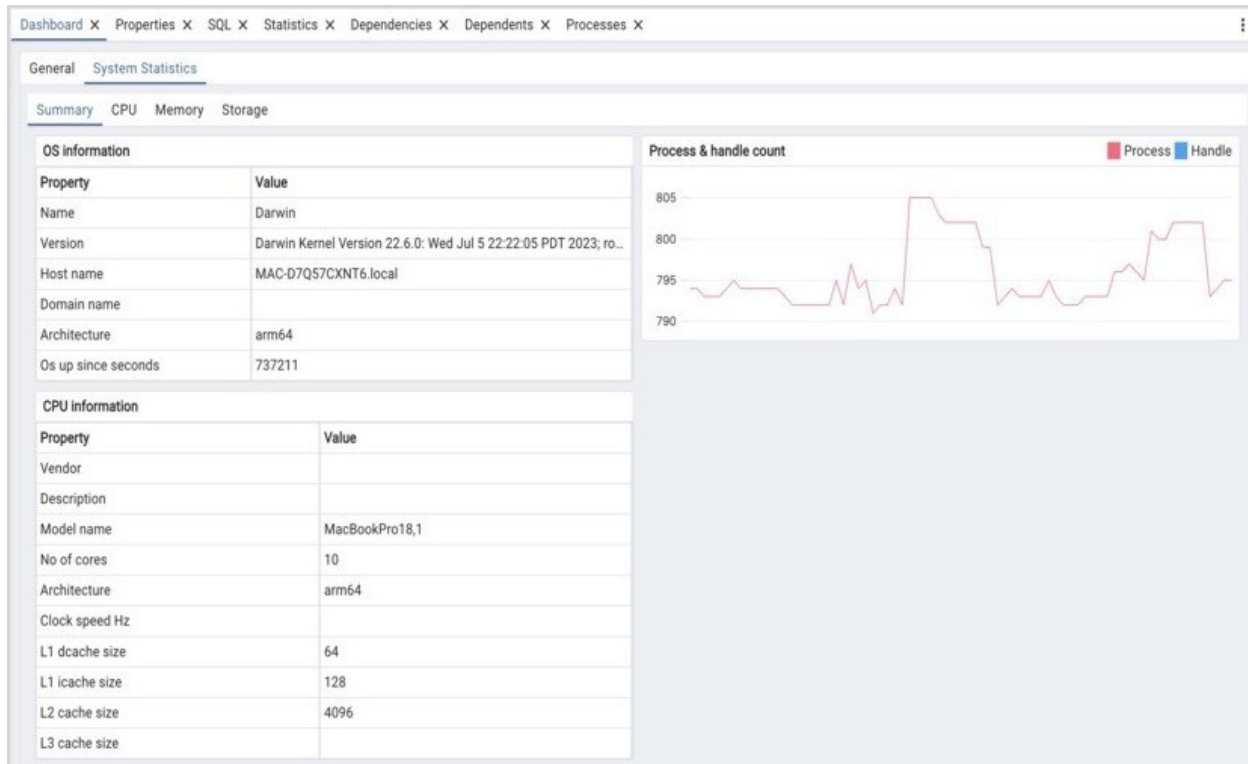 Dashboard X Properties X SQL X Statistics X Dependencies X Dependents X Processes X
General System Statistics
Summary CPU Memory Storage
OS information
Property Value
Name Darwin
Version Darwin Kernel Version 22.6.0: Wed Jul 5 22:22:05 PDT 2023; ro...
Host name MAC-D7Q57CXNT6.local
Domain name
Architecture arm64
Os up since seconds 737211
CPU information
Property Value
Vendor
Description
Model name MacBookPro18,1
No of cores 10
Architecture arm64
Clock speed Hz
L1 dcache size 64
L1 icache size 128
L2 cache size 4096
L3 cache size
Process & handle count Process Handle
805
800
795
790